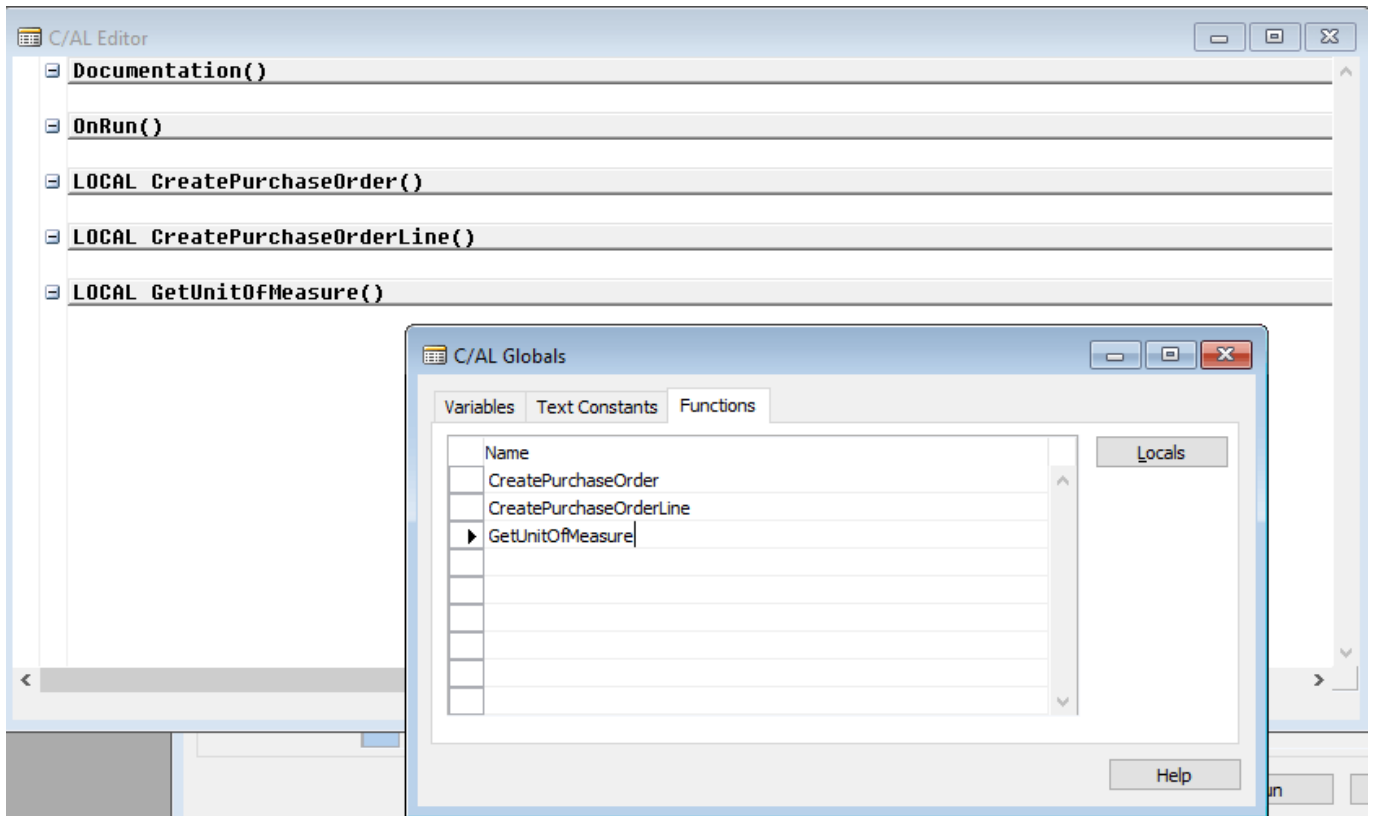 C/AL Editor
Documentation()
OnRun()
LOCAL CreatePurchaseOrder()
LOCAL CreatePurchaseOrderLine()
LOCAL GetUnitOfMeasure()
C/AL Globals
Variables Text Constants Functions
Name
Locals
CreatePurchaseOrder
CreatePurchaseOrderLine
GetUnitOfMeasure
Help